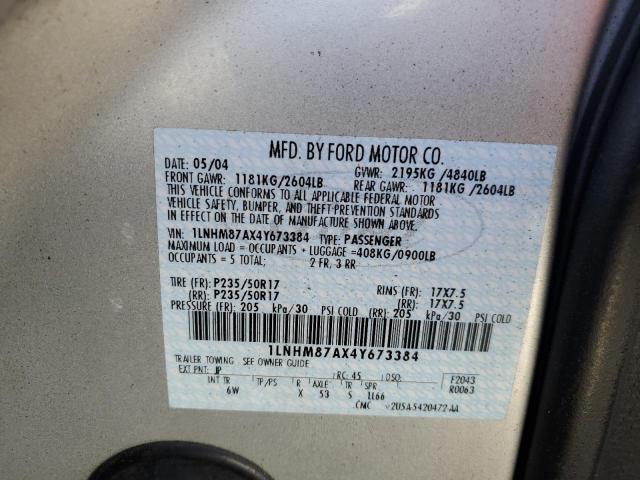 MFD. BY FORD MOTOR CO.
DATE: 05/04 GVWR: 2195KG /4840LB
FRONT GAWR: 1181KG/2604LB REAR GAWR: 1181KG /2604LB
THIS VEHICLE CONFORMS TO ALL APPLICABLE FEDERAL MOTOR
VEHICLE SAFETY, BUMPER, AND THEFT PREVENTION STANDARDS
IN EFFECT ON THE DATE OF MANUFACTURE SHOWN ABOVE.
VIN: 1LNHM87AX4Y673384 TYPE: PASSENGER
MAXIMUM LOAD = OCCUPANTS + LUGGAGE =408KG/0900LB
OCCUPANTS = 5 TOTAL; 2 FR, 3 RR
TIRE (FR): P235/50R17 RIMS (FR): 17X7.5
(RR): P235/50R17 (RR): 17X7.5
PRESSURE (FR): 205 kPa/30 PSI COLD (RR): 205 kPa/30 PSI COLD
1LNHM87AX4Y673384
TRAILER TOWING - SEE OWNER GUIDE
EXT PNT: JP RC: 45 DSO: F2043
INT TR TP/PS R AXLE TR SPR R0063
6W X 53 S LL66
CMC v2U5A-5420472-AA